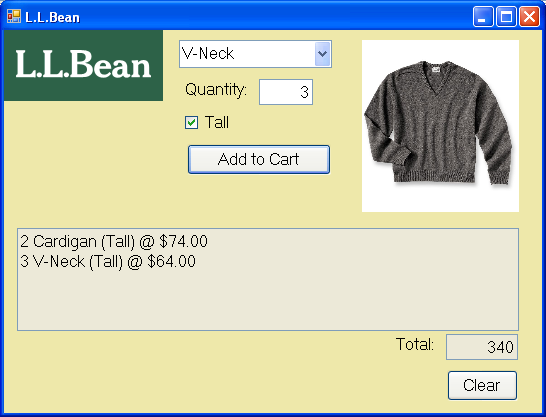 L.L.Bean
L.L.Bean
V-Neck
Quantity: 3
Tall
Add to Cart
2 Cardigan (Tall) @ $74.00
3 V-Neck (Tall) @ $64.00
Total: 340
Clear